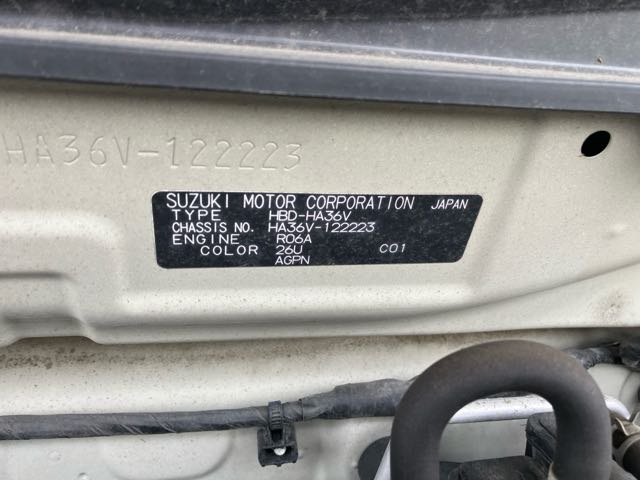 HA36V-122223
SUZUKI MOTOR CORPORATION JAPAN
TYPE HBD-HA36V
CHASSIS NO. HA36V-122223
ENGINE R06A
COLOR 26U C01
AGPN